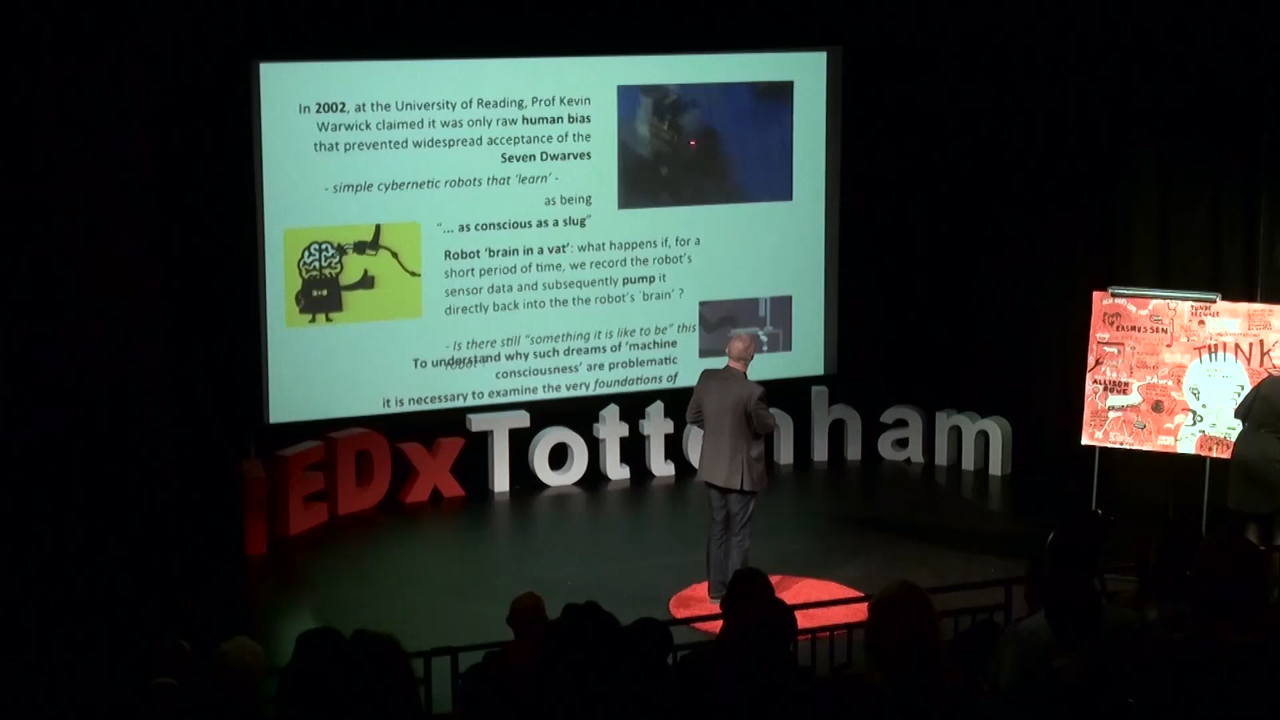 In 2002, at the University of Reading, Prof Kevin
Warwick claimed it was only raw human bias
that prevented widespread acceptance of the
Seven Dwarves
- simple cybernetic robots that 'learn' -
as being
"... as conscious as a slug"
Robot 'brain in a vat': what happens if, for a
short period of time, we record the robot's
sensor data and subsequently pump it
directly back into the the robot's `brain' ?
- Is there still "something it is like to be" this
robot
To understand why such dreams of 'machine
consciousness' are problematic
it is necessary to examine the very foundations of
TEDxTottenham
RASMUSSEN
THINK
ALLISON